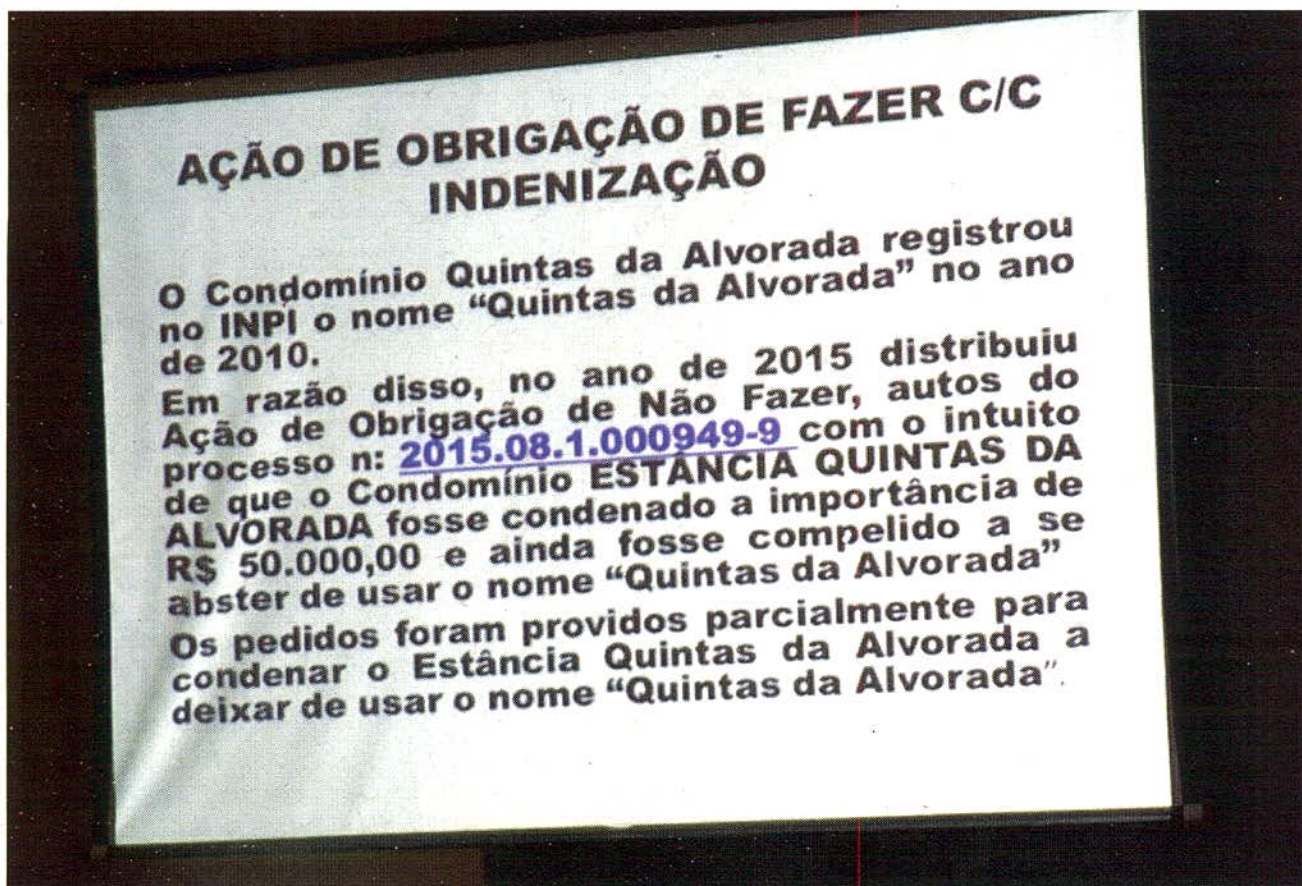 AÇÃO DE OBRIGAÇÃO DE FAZER C/C
INDENIZAÇÃO
O Condomínio Quintas da Alvorada registrou
no INPI o nome “Quintas da Alvorada” no ano
de 2010.
Em razão disso, no ano de 2015 distribuiu
Ação de Obrigação de Não Fazer, autos do
processo n: 2015.08.1.000949-9 com o intuito
de que o Condomínio ESTÂNCIA QUINTAS DA
ALVORADA fosse condenado a importância de
R$ 50.000,00 e ainda fosse compelido a se
abster de usar o nome “Quintas da Alvorada”
Os pedidos foram providos parcialmente para
condenar o Estância Quintas da Alvorada a
deixar de usar o nome “Quintas da Alvorada”.